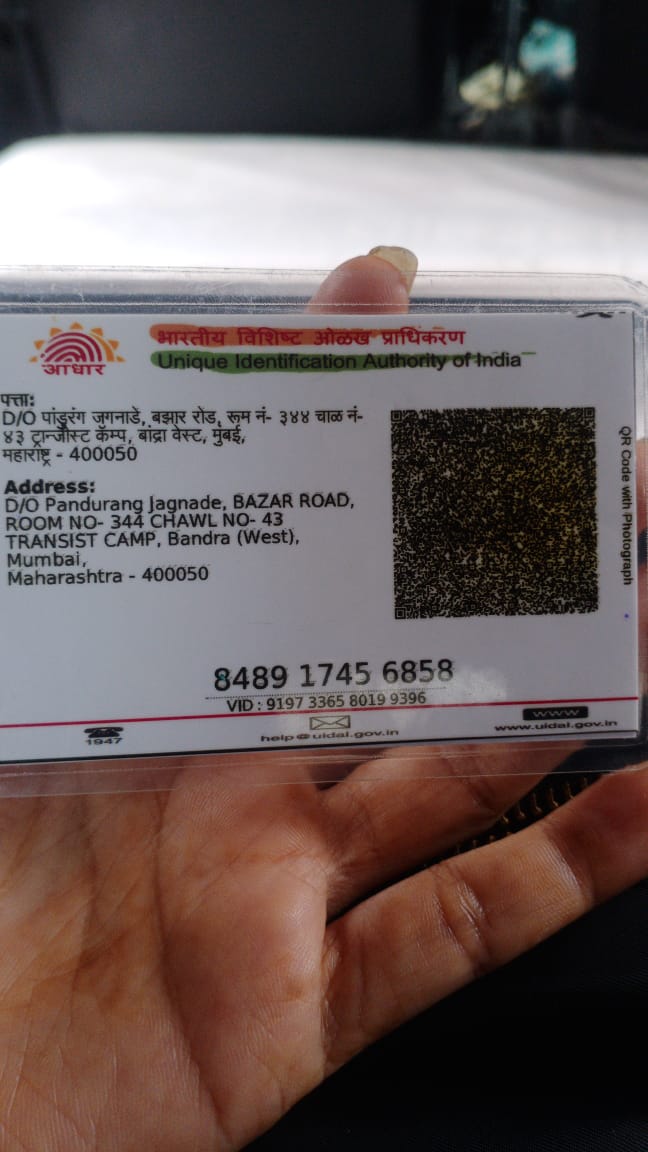 आधार
भारतीय विशिष्ट ओळख प्राधिकरण
Unique Identification Authority of India
पत्ता:
D/O पांडुरंग जगनाडे, बझार रोड, रूम नं- ३४४ चाळ नं-
४३ ट्रान्जीस्ट कॅम्प, बांद्रा वेस्ट, मुंबई,
महाराष्ट्र - 400050
Address:
D/O Pandurang Jagnade, BAZAR ROAD,
ROOM NO- 344 CHAWL NO- 43
TRANSIST CAMP, Bandra (West),
Mumbai,
Maharashtra - 400050
QR Code with Photograph
8489 1745 6858
VID : 9197 3365 8019 9396
1947
help@uidai.gov.in
www
www.uidai.gov.in